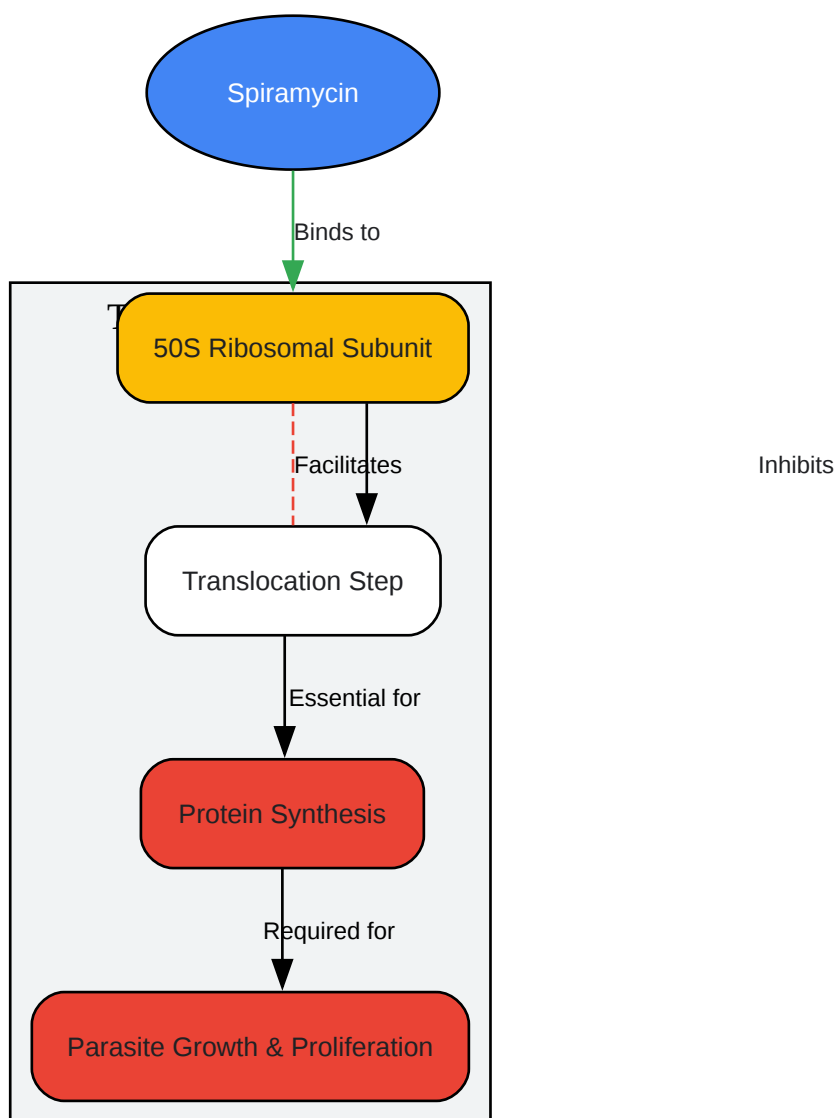 Spiramycin
Binds to
50S Ribosomal Subunit
Facilitates
Inhibits
Translocation Step
Essential for
Protein Synthesis
Required for
Parasite Growth & Proliferation